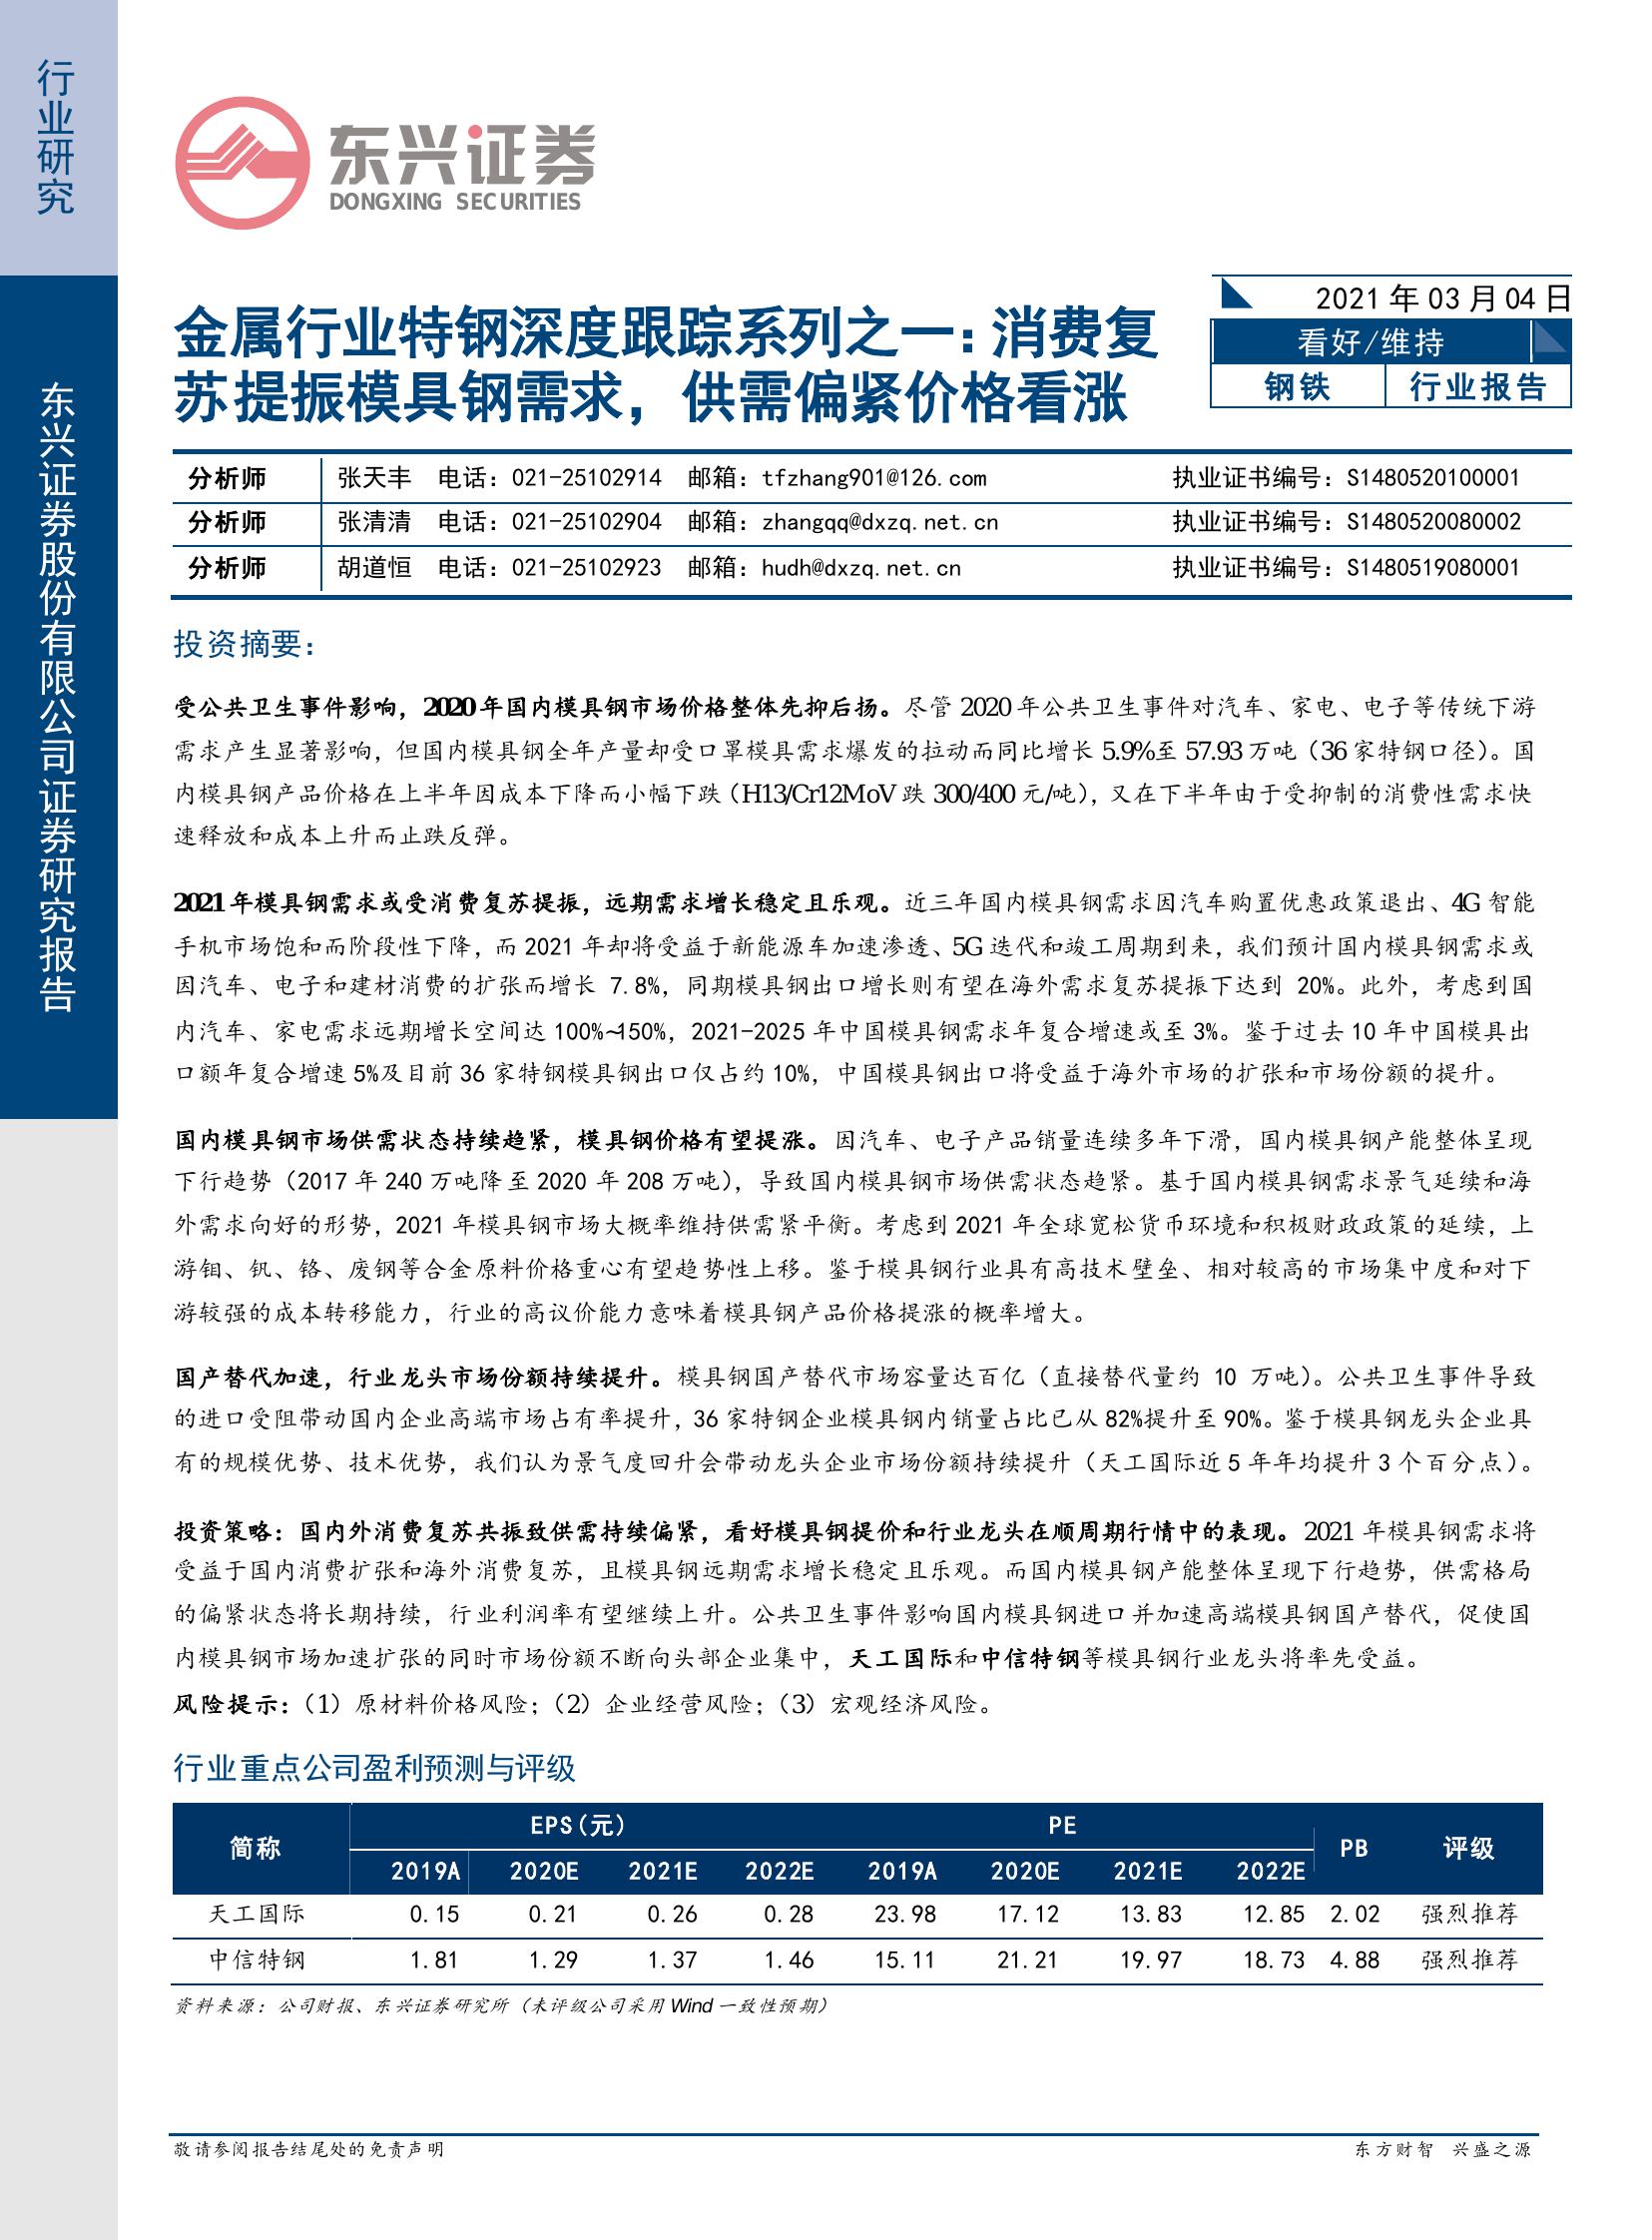 行业研究
东兴证券股份有限公司证券研究报告
东兴证券
DONGXING SECURITIES
金属行业特钢深度跟踪系列之一：消费复
苏提振模具钢需求，供需偏紧价格看涨
2021 年 03 月 04 日
看好/维持
钢铁 行业报告
分析师 张天丰 电话：021-25102914 邮箱：tfzhang901@126.com 执业证书编号：S1480520100001
分析师 张清清 电话：021-25102904 邮箱：zhangqq@dxzq.net.cn 执业证书编号：S1480520080002
分析师 胡道恒 电话：021-25102923 邮箱：hudh@dxzq.net.cn 执业证书编号：S1480519080001
投资摘要：
受公共卫生事件影响，2020 年国内模具钢市场价格整体先抑后扬。尽管 2020 年公共卫生事件对汽车、家电、电子等传统下游
需求产生显著影响，但国内模具钢全年产量却受口罩模具需求爆发的拉动而同比增长 5.9%至 57.93 万吨（36 家特钢口径）。国
内模具钢产品价格在上半年因成本下降而小幅下跌（H13/Cr12MoV 跌 300/400 元/吨），又在下半年由于受抑制的消费性需求快
速释放和成本上升而止跌反弹。
2021 年模具钢需求或受消费复苏提振，远期需求增长稳定且乐观。近三年国内模具钢需求因汽车购置优惠政策退出、4G 智能
手机市场饱和而阶段性下降，而 2021 年却将受益于新能源车加速渗透、5G 迭代和竣工周期到来，我们预计国内模具钢需求或
因汽车、电子和建材消费的扩张而增长 7.8%，同期模具钢出口增长则有望在海外需求复苏提振下达到 20%。此外，考虑到国
内汽车、家电需求远期增长空间达 100%~150%，2021-2025 年中国模具钢需求年复合增速或至 3%。鉴于过去 10 年中国模具出
口额年复合增速 5%及目前 36 家特钢模具钢出口仅占约 10%，中国模具钢出口将受益于海外市场的扩张和市场份额的提升。
国内模具钢市场供需状态持续趋紧，模具钢价格有望提涨。因汽车、电子产品销量连续多年下滑，国内模具钢产能整体呈现
下行趋势（2017 年 240 万吨降至 2020 年 208 万吨），导致国内模具钢市场供需状态趋紧。基于国内模具钢需求景气延续和海
外需求向好的形势，2021 年模具钢市场大概率维持供需紧平衡。考虑到 2021 年全球宽松货币环境和积极财政政策的延续，上
游钼、钒、铬、废钢等合金原料价格重心有望趋势性上移。鉴于模具钢行业具有高技术壁垒、相对较高的市场集中度和对下
游较强的成本转移能力，行业的高议价能力意味着模具钢产品价格提涨的概率增大。
国产替代加速，行业龙头市场份额持续提升。模具钢国产替代市场容量达百亿（直接替代量约 10 万吨）。公共卫生事件导致
的进口受阻带动国内企业高端市场占有率提升，36 家特钢企业模具钢内销量占比已从 82%提升至 90%。鉴于模具钢龙头企业具
有的规模优势、技术优势，我们认为景气度回升会带动龙头企业市场份额持续提升（天工国际近 5 年年均提升 3 个百分点）。
投资策略：国内外消费复苏共振致供需持续偏紧，看好模具钢提价和行业龙头在顺周期行情中的表现。2021 年模具钢需求将
受益于国内消费扩张和海外消费复苏，且模具钢远期需求增长稳定且乐观。而国内模具钢产能整体呈现下行趋势，供需格局
的偏紧状态将长期持续，行业利润率有望继续上升。公共卫生事件影响国内模具钢进口并加速高端模具钢国产替代，促使国
内模具钢市场加速扩张的同时市场份额不断向头部企业集中，天工国际和中信特钢等模具钢行业龙头将率先受益。
风险提示：（1）原材料价格风险；（2）企业经营风险；（3）宏观经济风险。
行业重点公司盈利预测与评级
简称 EPS(元) PE PB 评级
2019A 2020E 2021E 2022E 2019A 2020E 2021E 2022E
天工国际 0.15 0.21 0.26 0.28 23.98 17.12 13.83 12.85 2.02 强烈推荐
中信特钢 1.81 1.29 1.37 1.46 15.11 21.21 19.97 18.73 4.88 强烈推荐
资料来源：公司财报、东兴证券研究所（未评级公司采用 Wind 一致性预期）
敬请参阅报告结尾处的免责声明 东方财智 兴盛之源